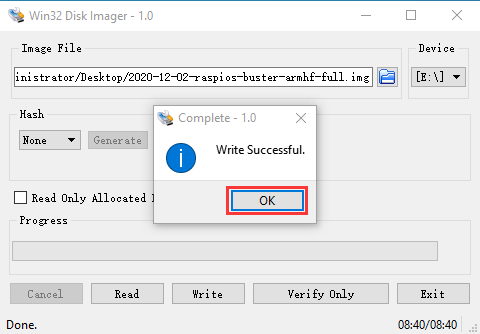 Win32 Disk Imager - 1.0
Image File
Device
inistrator/Desktop/2020-12-02-raspios-buster-armhf-full.img
[E:\]
Hash
None
Generate
Complete - 1.0
Write Successful.
OK
Read Only Allocated
Progress
Cancel
Read
Write
Verify Only
Exit
Done.
08:40/08:40